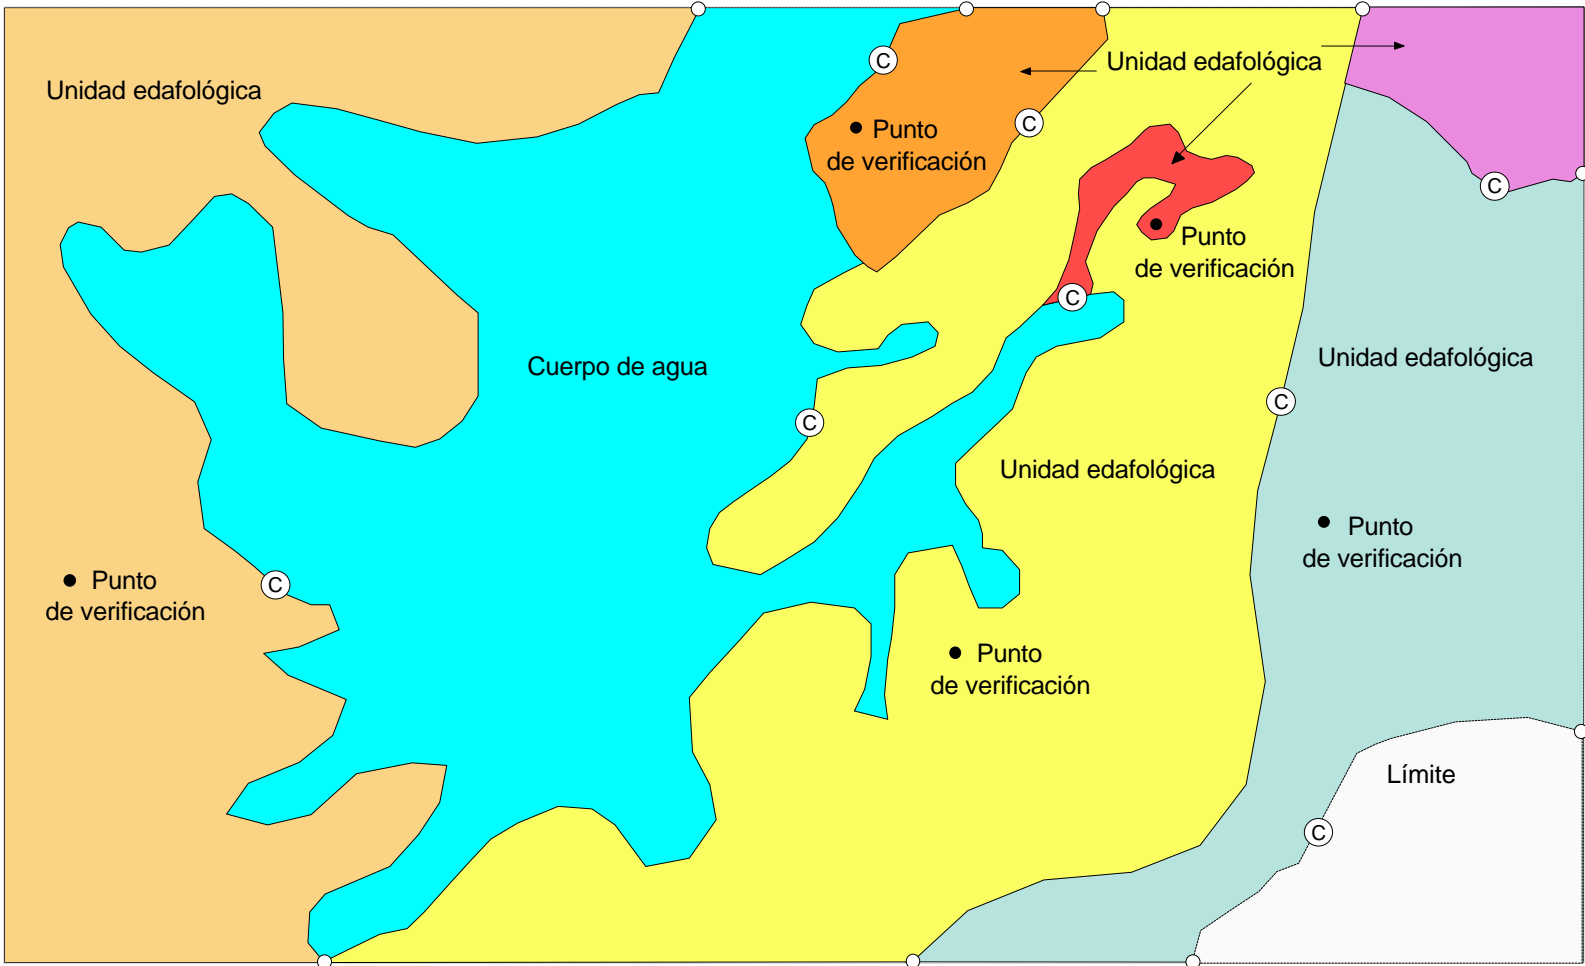 Unidad edafológica
Unidad edafológica
C
Punto
de verificación
C
C
Punto
de verificación
C
Unidad edafológica
Cuerpo de agua
C
C
Unidad edafológica
Punto
de verificación
Punto
de verificación
C
Punto
de verificación
Límite
C